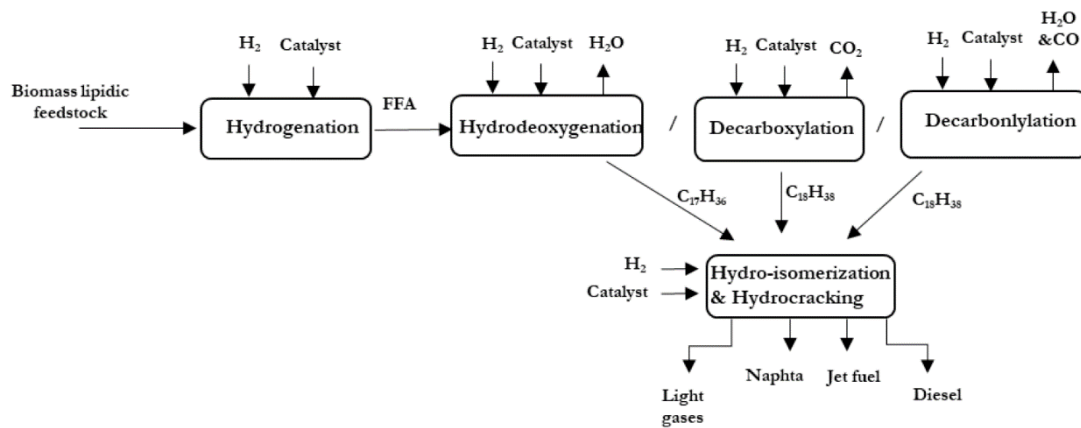 H₂ Catalyst
Biomass lipidic
feedstock
Hydrogenation
FFA
H₂ Catalyst H₂O
Hydrodeoxygenation
/
H₂ Catalyst CO₂
Decarboxylation
/
H₂ Catalyst H₂O
&CO
Decarbonlylation
C₁₇H₃₆
C₁₈H₃₈
C₁₈H₃₈
H₂
Catalyst
Hydro-isomerization
& Hydrocracking
Light
gases
Naphta
Jet fuel
Diesel